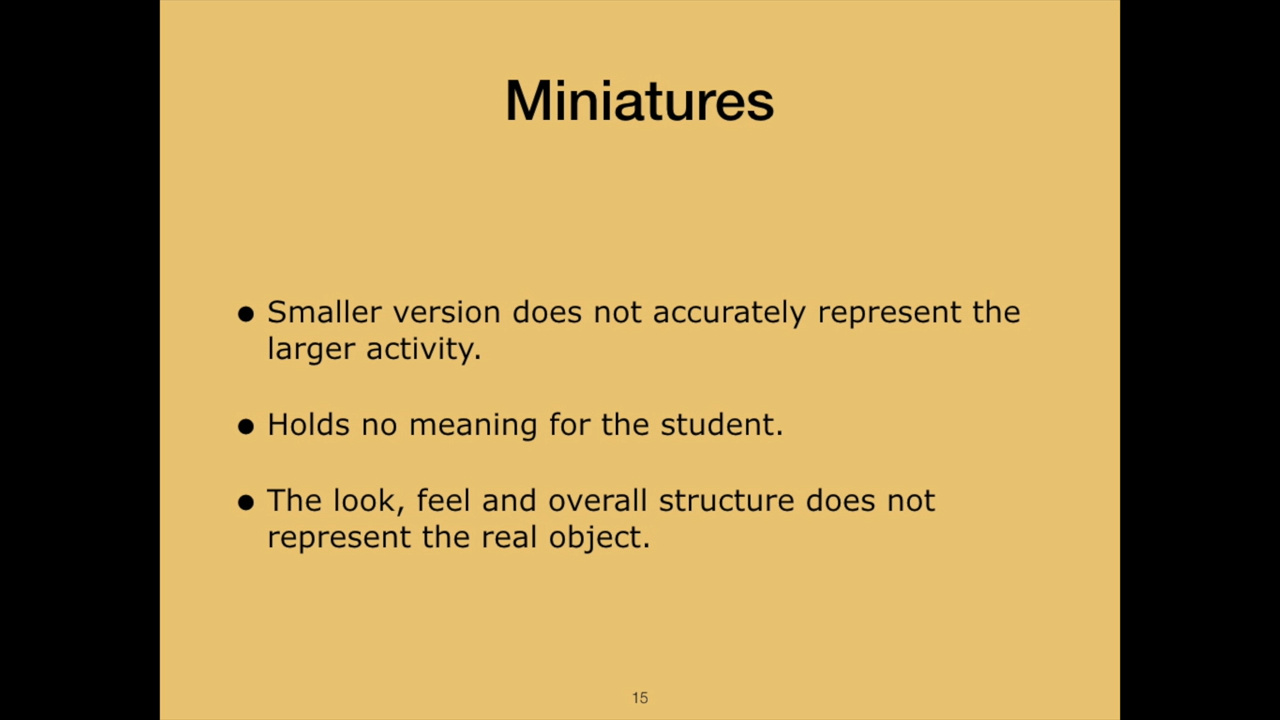 Miniatures
● Smaller version does not accurately represent the
larger activity.
● Holds no meaning for the student.
● The look, feel and overall structure does not
represent the real object.
15